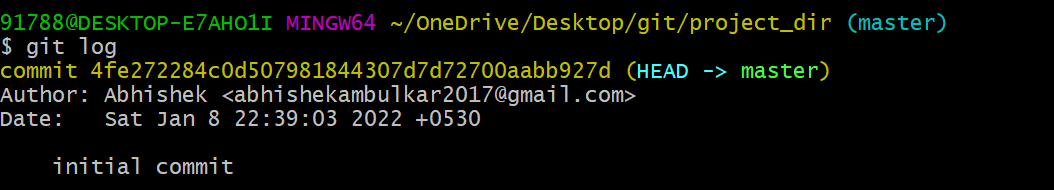 91788@DESKTOP-E7AHO1I MINGW64 ~/OneDrive/Desktop/git/project_dir (master)
$ git log
commit 4fe272284c0d507981844307d7d72700aabb927d (HEAD -> master)
Author: Abhishek <abhishekambulkar2017@gmail.com>
Date:   Sat Jan 8 22:39:03 2022 +0530
    initial commit